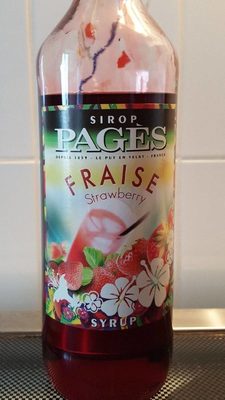 SIROP
PAGÈS
DEPUIS 1859 - LE PUY EN VELAY - FRANCE
FRAISE
Strawberry
SYRUP